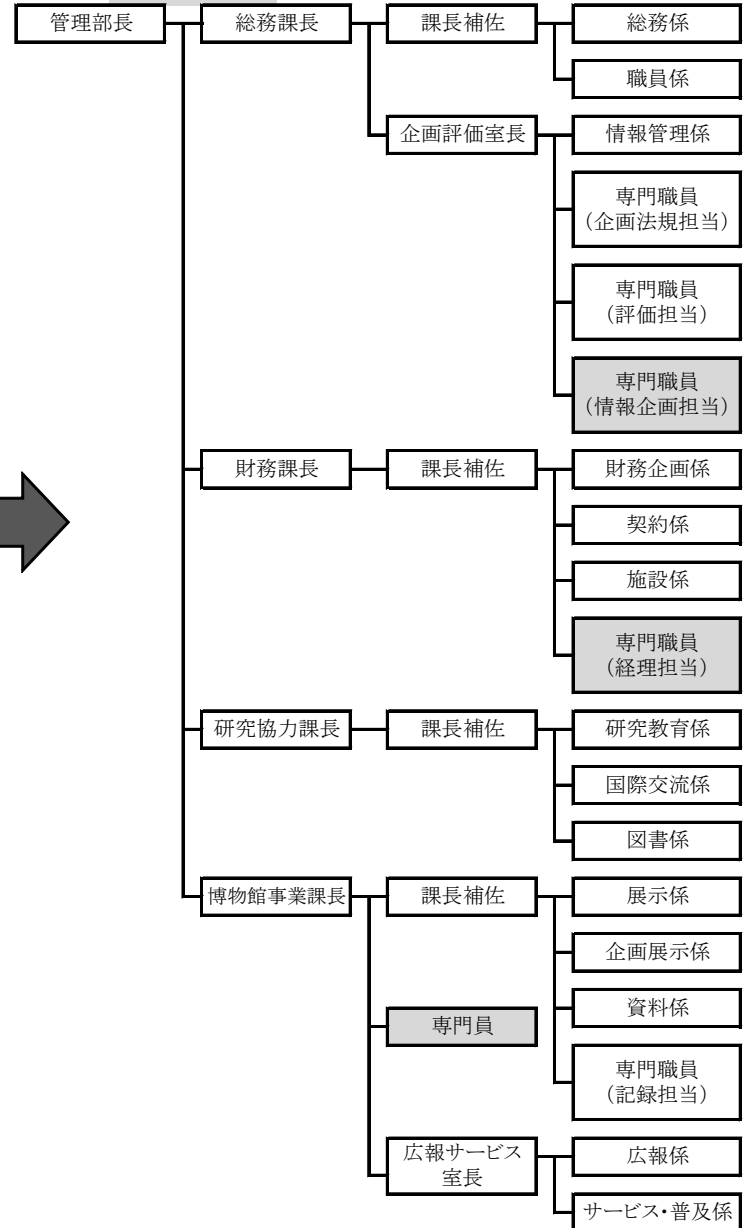 管理部長
総務課長
課長補佐
総務係
職員係
企画評価室長
情報管理係
専門職員
（企画法規担当）
専門職員
（評価担当）
専門職員
（情報企画担当）
財務課長
課長補佐
財務企画係
契約係
施設係
専門職員
（経理担当）
研究協力課長
課長補佐
研究教育係
国際交流係
図書係
博物館事業課長
課長補佐
展示係
企画展示係
資料係
専門員
専門職員
（記録担当）
広報サービス
室長
広報係
サービス・普及係